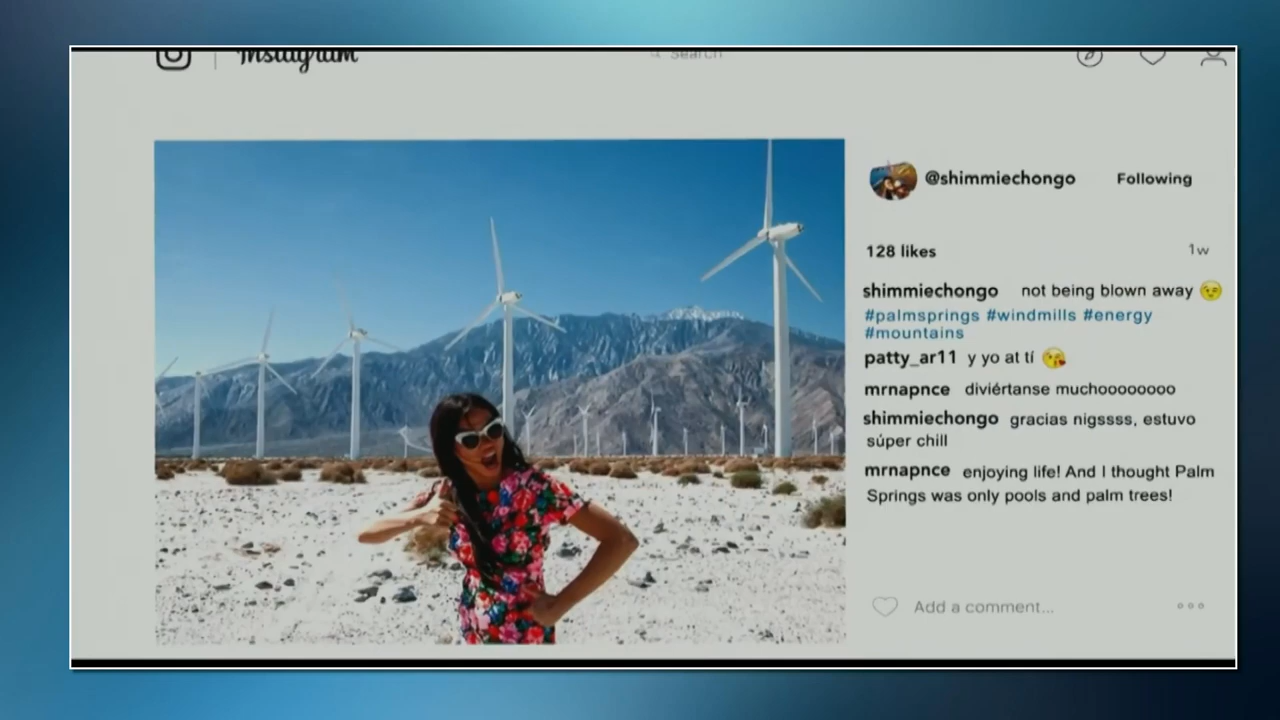 Instagram
Search
@shimmiechongo Following
128 likes 1w
shimmiechongo not being blown away
#palmsprings #windmills #energy
#mountains
patty_ar11 y yo at tí
mrnapnce diviértanse muchoooooooo
shimmiechongo gracias nigssss, estuvo
súper chill
mrnapnce enjoying life! And I thought Palm
Springs was only pools and palm trees!
Add a comment...